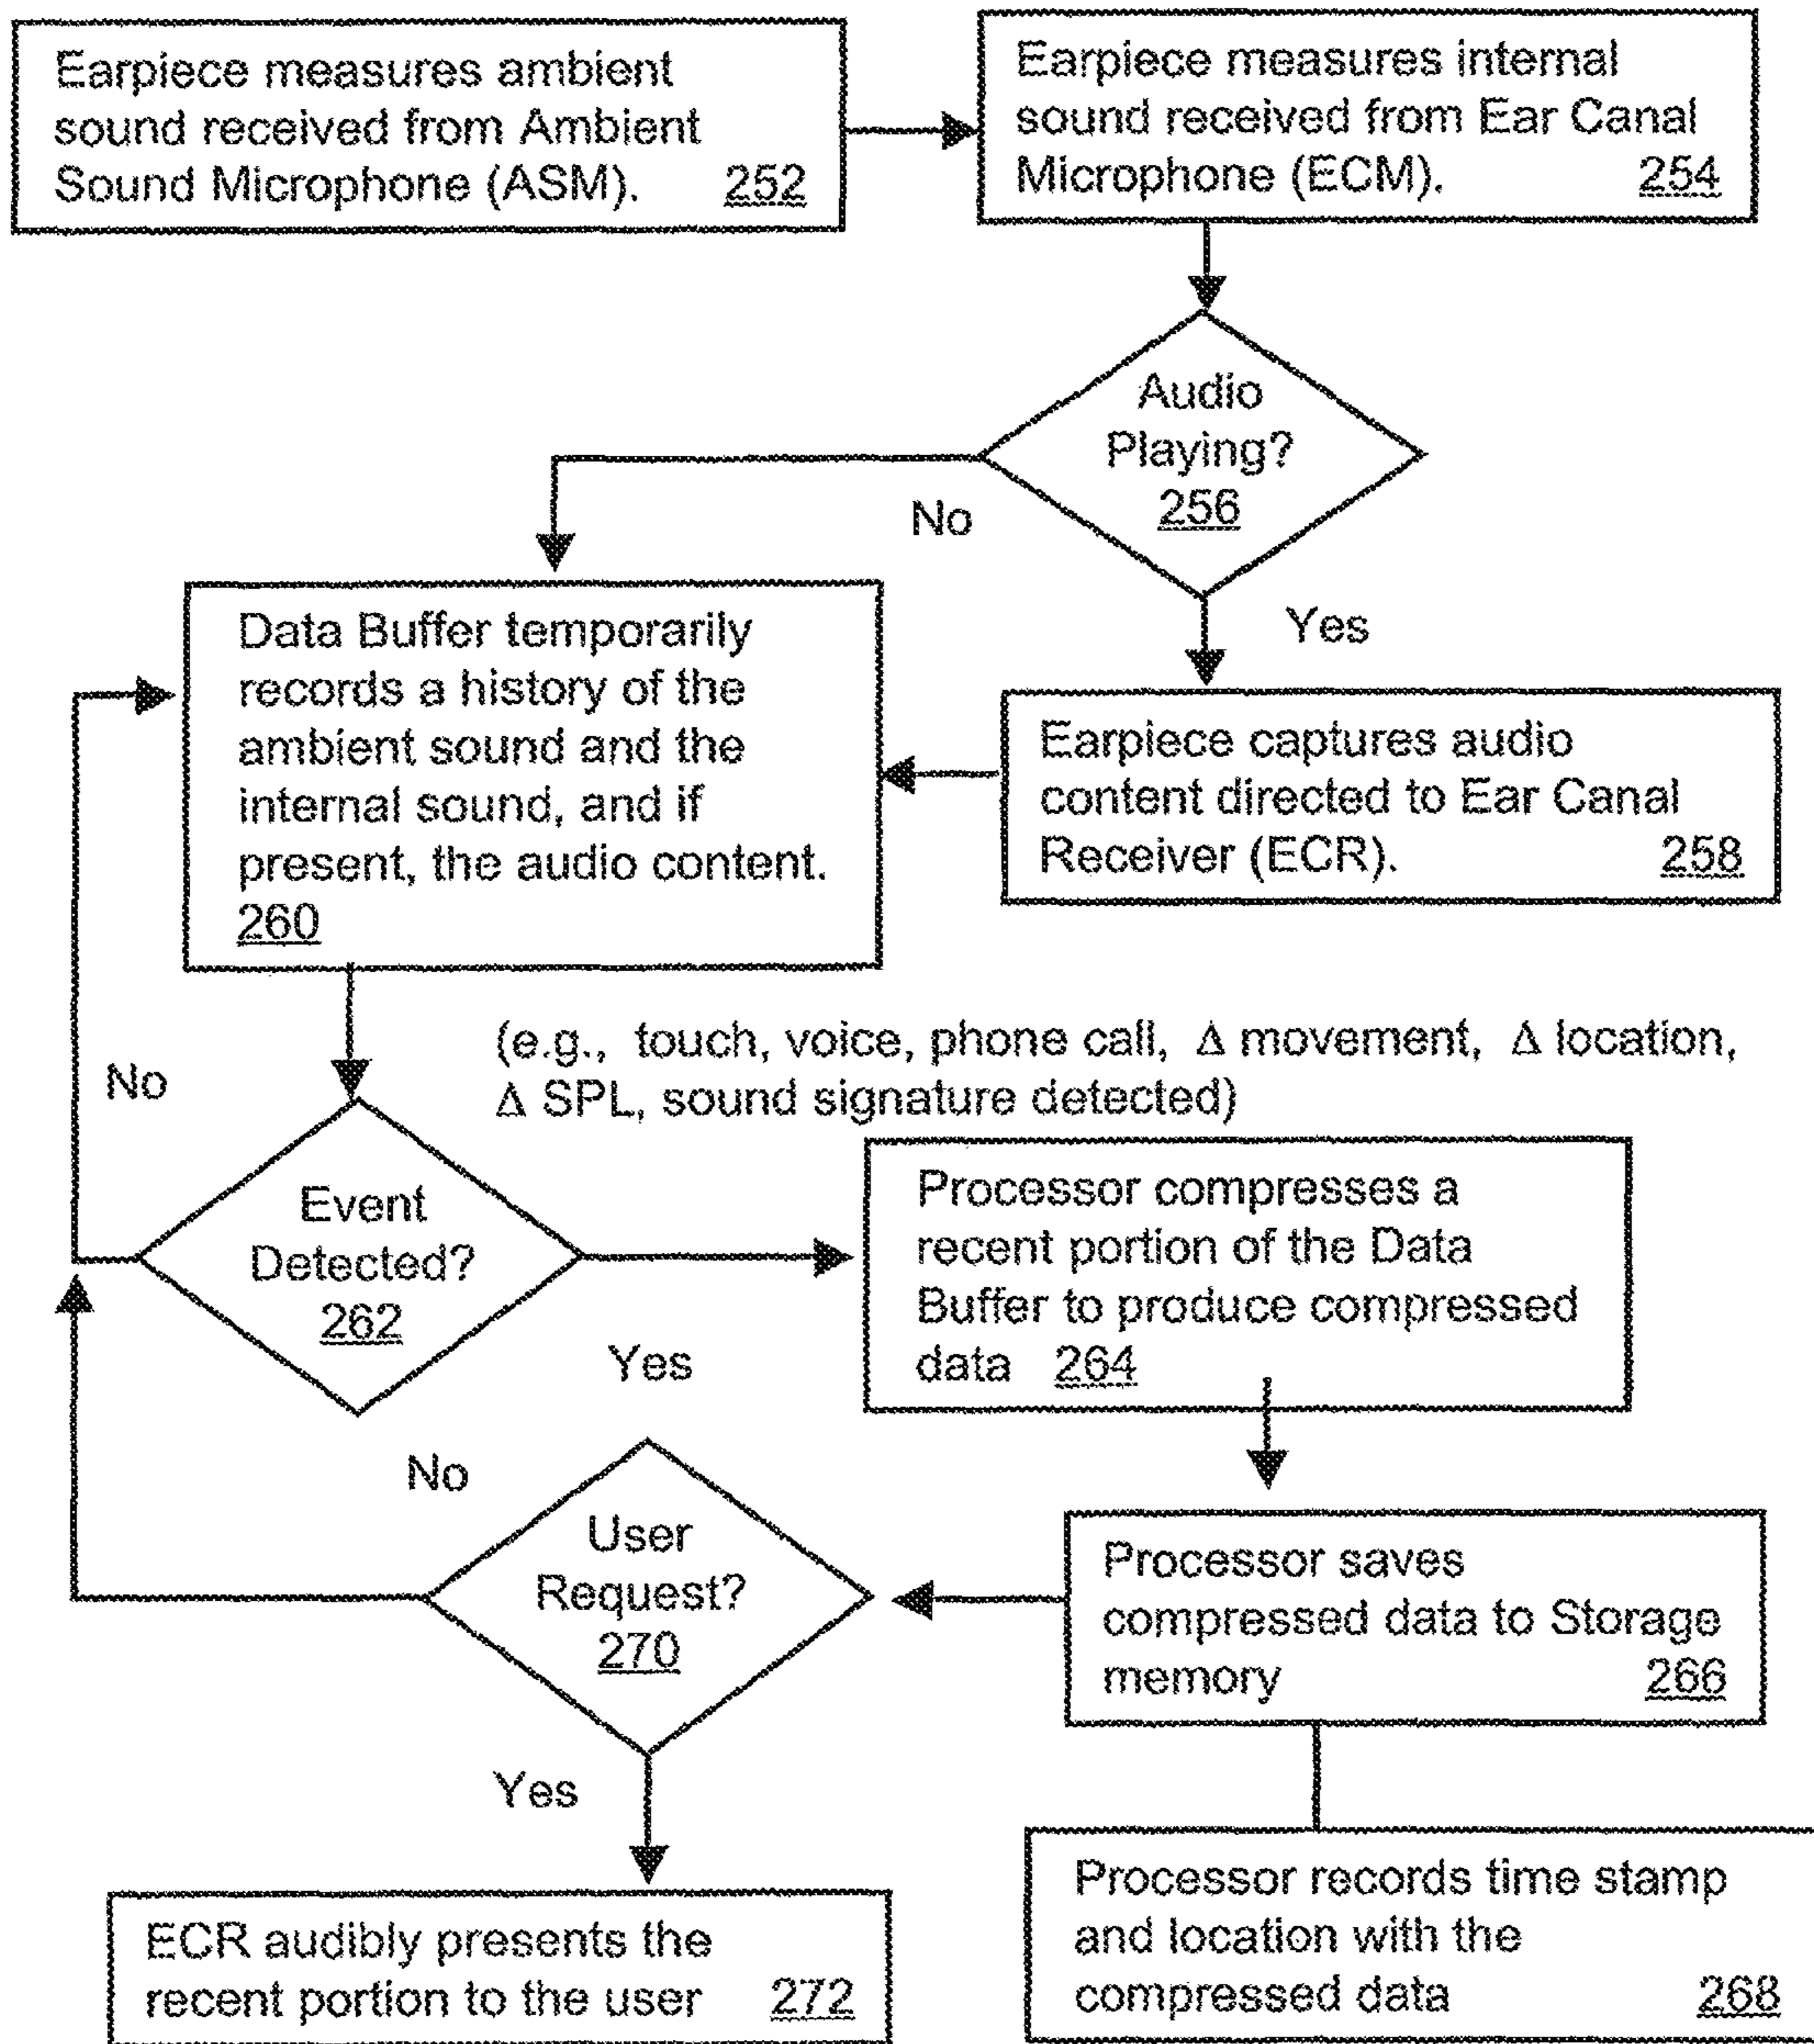 Earpiece measures ambient
sound received from Ambient
Sound Microphone (ASM). 252
Earpiece measures internal
sound received from Ear Canal
Microphone (ECM). 254
Audio
Playing?
256
No
Yes
Data Buffer temporarily
records a history of the
ambient sound and the
internal sound, and if
present, the audio content.
260
Earpiece captures audio
content directed to Ear Canal
Receiver (ECR). 258
(e.g., touch, voice, phone call, Δ movement, Δ location,
Δ SPL, sound signature detected)
No
Event
Detected?
262
Yes
Processor compresses a
recent portion of the Data
Buffer to produce compressed
data 264
No
User
Request?
270
Processor saves
compressed data to Storage
memory 266
Yes
ECR audibly presents the
recent portion to the user 272
Processor records time stamp
and location with the
compressed data 268